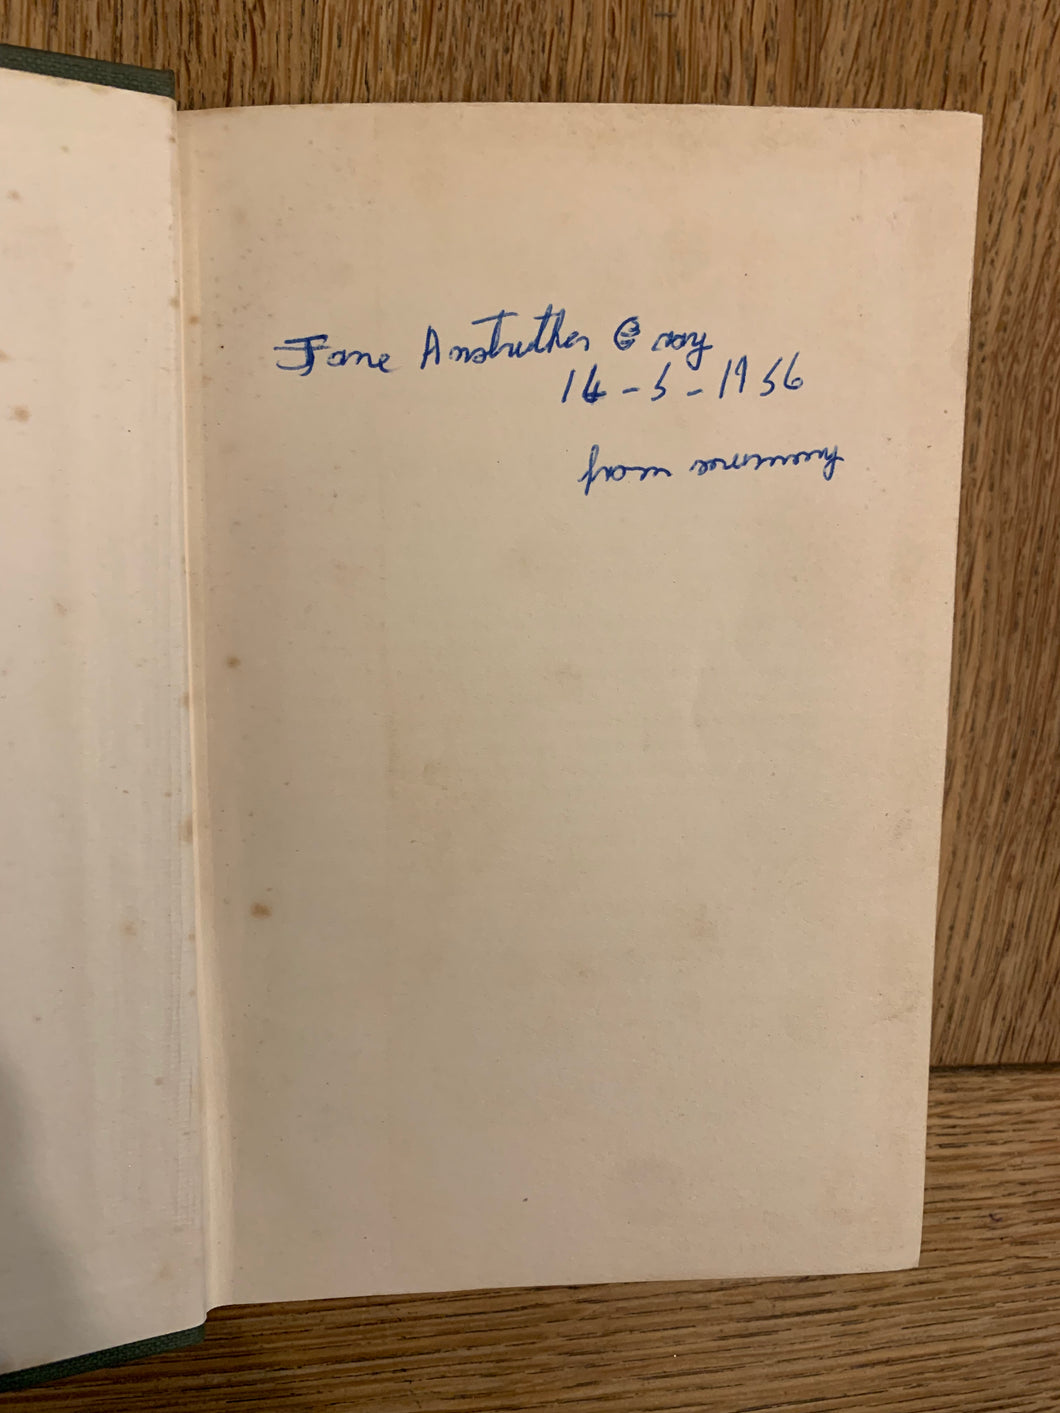 Jane Anstruther Gray
14-5-1956
from mummy